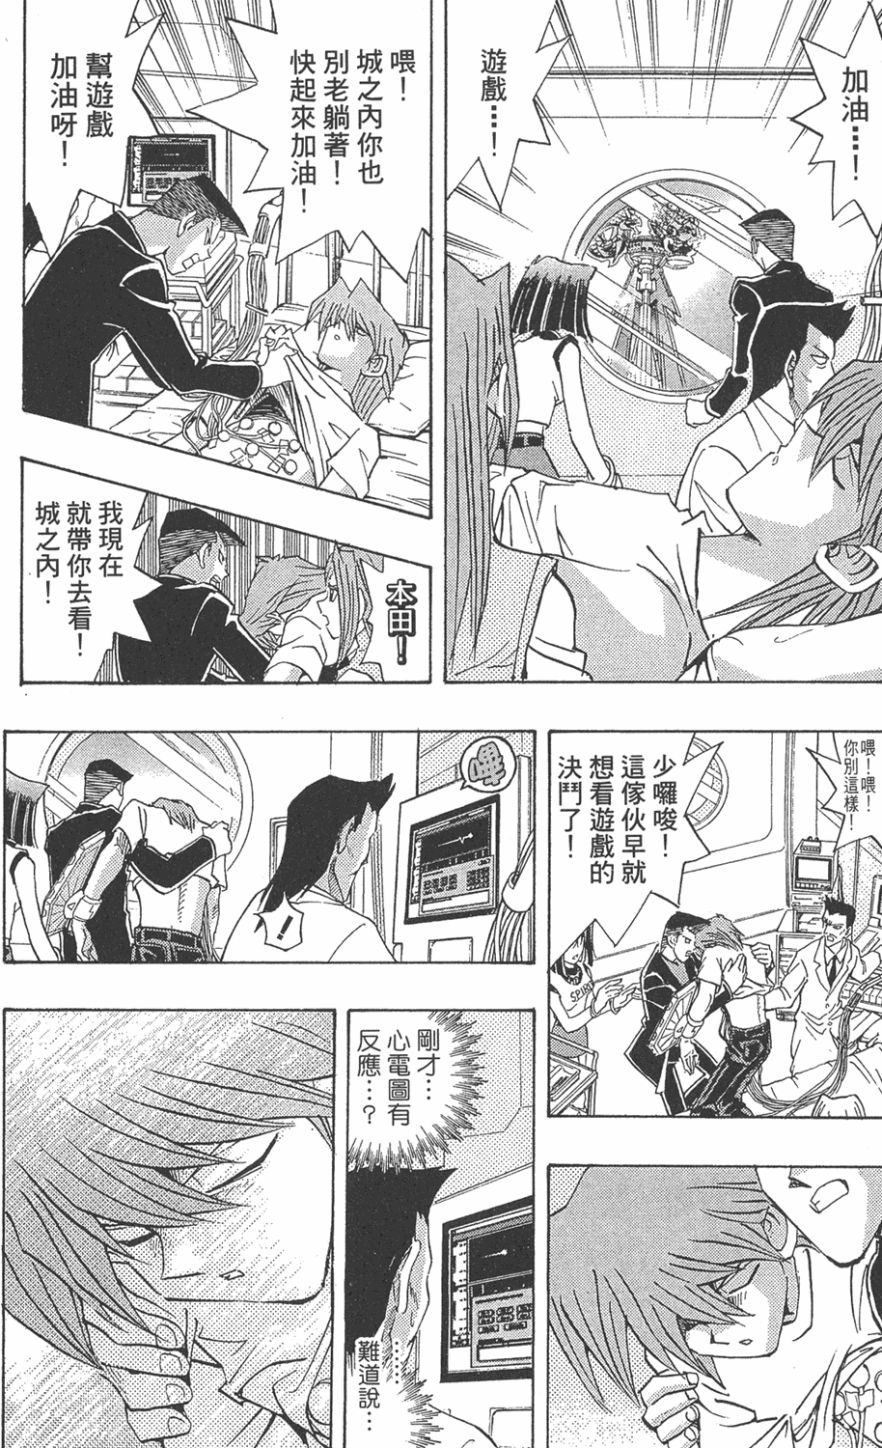 加油…！
遊戲…！
喂！
城之內你也
別老躺著！
快起來加油！
幫遊戲
加油呀！
本田！
我現在
就帶你去看！
城之內！
喂！喂！
你別這樣！
少囉唆！
這傢伙早就
想看遊戲的
決鬥了！
SPIRI
！
剛才…
心電圖有
反應…？
……
難道說…